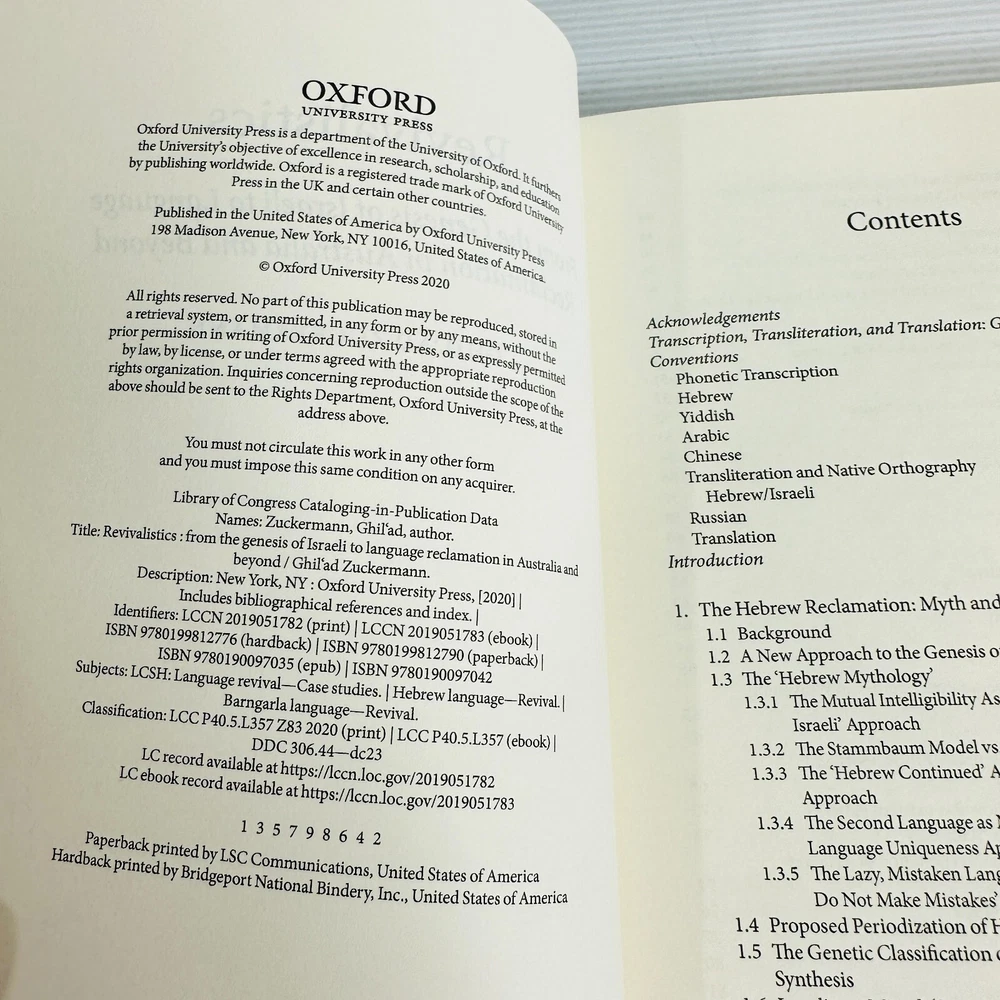 OXFORD
UNIVERSITY PRESS
Oxford University Press is a department of the University of Oxford. It furthers
the University's objective of excellence in research, scholarship, and education
by publishing worldwide. Oxford is a registered trade mark of Oxford University
Press in the UK and certain other countries.
Published in the United States of America by Oxford University Press
198 Madison Avenue, New York, NY 10016, United States of America.
© Oxford University Press 2020
All rights reserved. No part of this publication may be reproduced, stored in
a retrieval system, or transmitted, in any form or by any means, without the
prior permission in writing of Oxford University Press, or as expressly permitted
by law, by license, or under terms agreed with the appropriate reproduction
rights organization. Inquiries concerning reproduction outside the scope of the
above should be sent to the Rights Department, Oxford University Press, at the
address above.
You must not circulate this work in any other form
and you must impose this same condition on any acquirer.
Library of Congress Cataloging-in-Publication Data
Names: Zuckermann, Ghil'ad, author.
Title: Revivalistics : from the genesis of Israeli to language reclamation in Australia and
beyond / Ghil'ad Zuckermann.
Description: New York, NY : Oxford University Press, [2020] |
Includes bibliographical references and index. |
Identifiers: LCCN 2019051782 (print) | LCCN 2019051783 (ebook) |
ISBN 9780199812776 (hardback) | ISBN 9780199812790 (paperback) |
ISBN 9780190097035 (epub) | ISBN 9780190097042
Subjects: LCSH: Language revival—Case studies. | Hebrew language—Revival. |
Barngarla language—Revival.
Classification: LCC P40.5.L357 Z83 2020 (print) | LCC P40.5.L357 (ebook) |
DDC 306.44—dc23
LC record available at https://lccn.loc.gov/2019051782
LC ebook record available at https://lccn.loc.gov/2019051783
1 3 5 7 9 8 6 4 2
Paperback printed by LSC Communications, United States of America
Hardback printed by Bridgeport National Bindery, Inc., United States of America
Contents
Acknowledgements
Transcription, Transliteration, and Translation: G
Conventions
Phonetic Transcription
Hebrew
Yiddish
Arabic
Chinese
Transliteration and Native Orthography
Hebrew/Israeli
Russian
Translation
Introduction
1. The Hebrew Reclamation: Myth and
1.1 Background
1.2 A New Approach to the Genesis o
1.3 The 'Hebrew Mythology'
1.3.1 The Mutual Intelligibility As
Israeli' Approach
1.3.2 The Stammbaum Model vs
1.3.3 The 'Hebrew Continued' A
Approach
1.3.4 The Second Language as
Language Uniqueness Ap
1.3.5 The Lazy, Mistaken Lang
Do Not Make Mistakes'
1.4 Proposed Periodization of H
1.5 The Genetic Classification
Synthesis